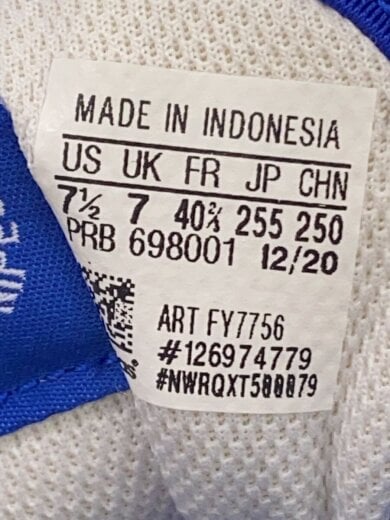 MADE IN INDONESIA
US UK FR JP CHN
7½ 7 40⅔ 255 250
PRB 698001 12/20
ART FY7756
#126974779